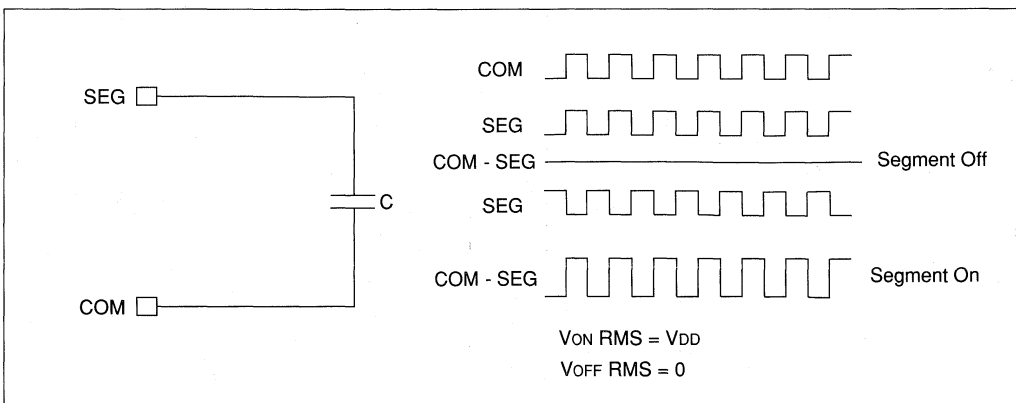 SEG
C
COM
COM
SEG
COM - SEG
Segment Off
SEG
COM - SEG
Segment On
VON RMS = VDD
VOFF RMS = 0